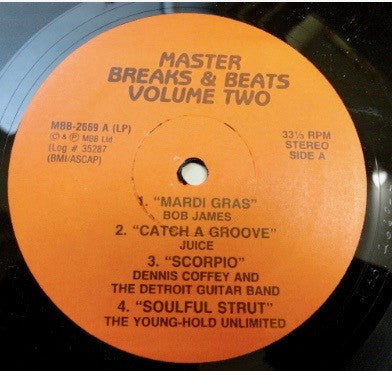 MASTER
BREAKS & BEATS
VOLUME TWO
MBB-2669 A (LP)
© & ℗ MBB Ltd
(Log # 35287
(BMI/ASCAP)
33⅓ RPM
STEREO
SIDE A
1. "MARDI GRAS"
BOB JAMES
2. "CATCH A GROOVE"
JUICE
3. "SCORPIO"
DENNIS COFFEY AND
THE DETROIT GUITAR BAND
4. "SOULFUL STRUT"
THE YOUNG-HOLD UNLIMITED